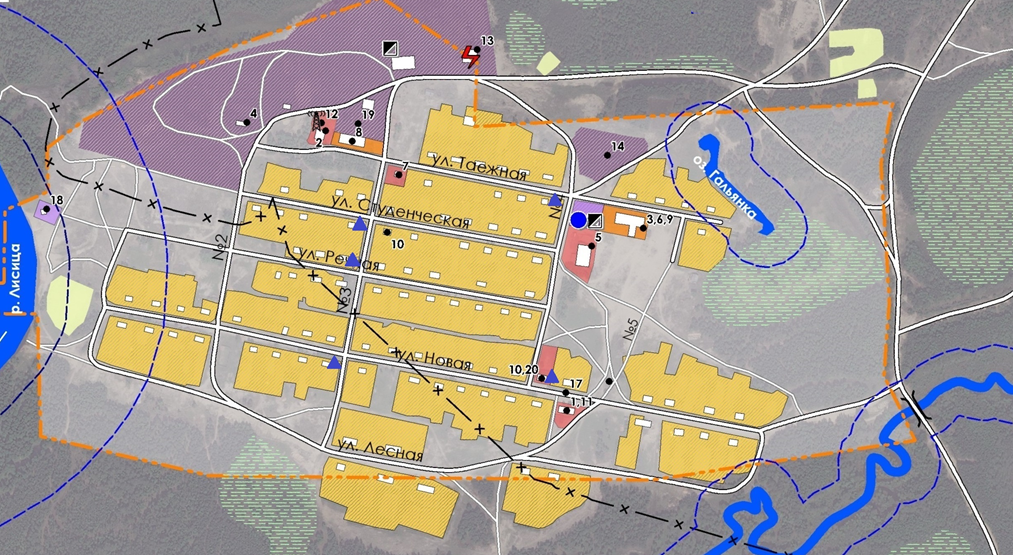 13
4
12
19
2
8
ул. Таежная
14
7
оз. Гальянка
18
ул. Студенческая
3,6,9
10
5
№2
р. Лисица
ул. Речная
№3
№5
ул. Новая
10,20
17
1,11
ул. Лесная